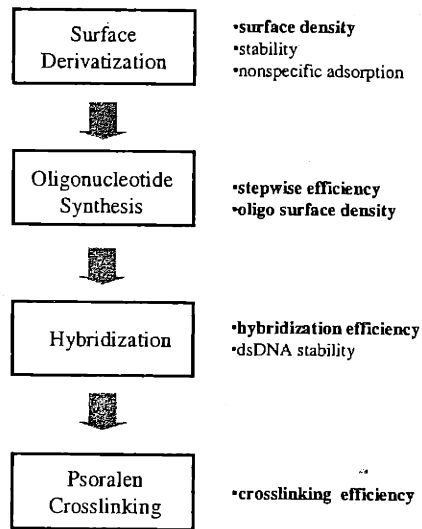 Surface
Derivatization
•surface density
•stability
•nonspecific adsorption
Oligonucleotide
Synthesis
•stepwise efficiency
•oligo surface density
Hybridization
•hybridization efficiency
•dsDNA stability
Psoralen
Crosslinking
•crosslinking efficiency